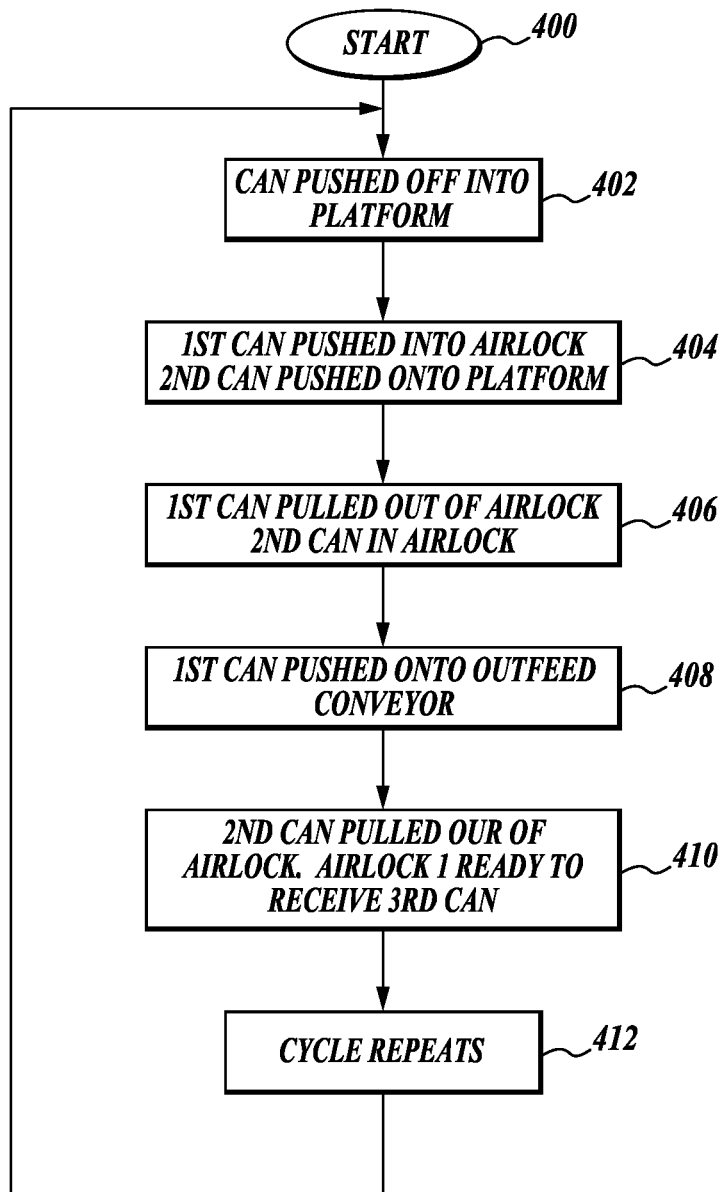 START
400
CAN PUSHED OFF INTO
PLATFORM
402
1ST CAN PUSHED INTO AIRLOCK
2ND CAN PUSHED ONTO PLATFORM
404
1ST CAN PULLED OUT OF AIRLOCK
2ND CAN IN AIRLOCK
406
1ST CAN PUSHED ONTO OUTFEED
CONVEYOR
408
2ND CAN PULLED OUR OF
AIRLOCK. AIRLOCK 1 READY TO
RECEIVE 3RD CAN
410
CYCLE REPEATS
412